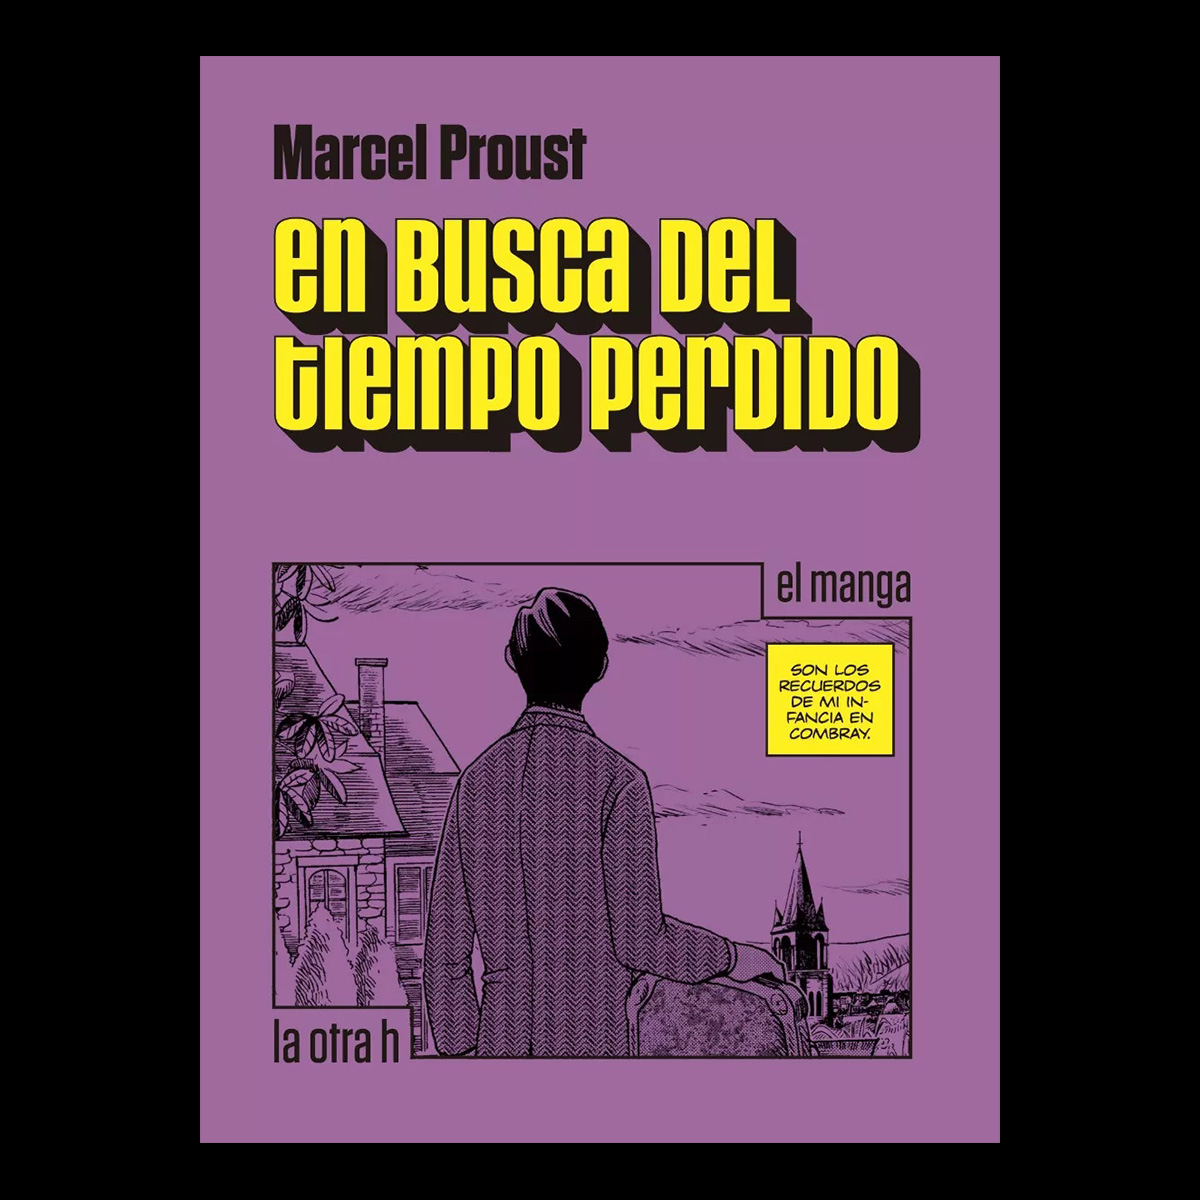 Marcel Proust
en Busca del
tiempo perdido
el manga
SON LOS
RECUERDOS
DE MI IN-
FANCIA EN
COMBRAY.
la otra h